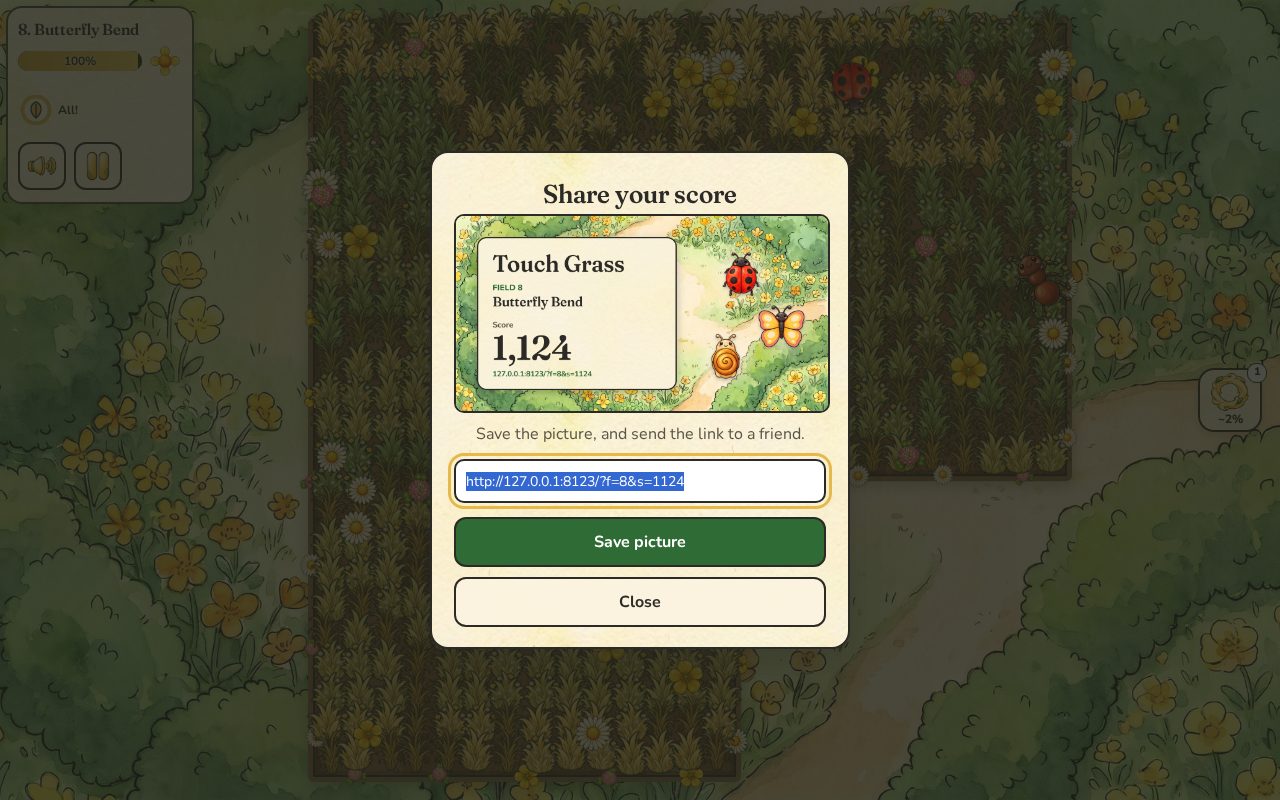 8. Butterfly Bend
100%
All!
Share your score
Touch Grass
FIELD 8
Butterfly Bend
Score
1,124
127.0.0.1:8123/?f=8&s=1124
Save the picture, and send the link to a friend.
http://127.0.0.1:8123/?f=8&s=1124
Save picture
Close
1
~2%